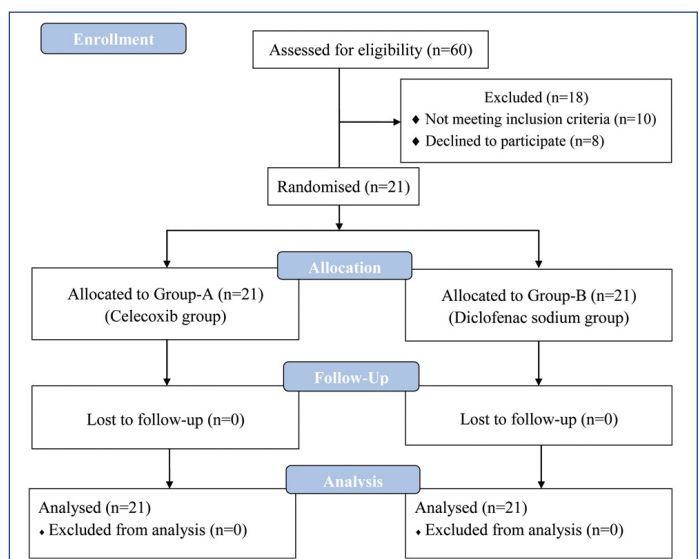 Enrollment
Assessed for eligibility (n=60)
Excluded (n=18)
♦ Not meeting inclusion criteria (n=10)
♦ Declined to participate (n=8)
Randomised (n=21)
Allocation
Allocated to Group-A (n=21)
(Celecoxib group)
Allocated to Group-B (n=21)
(Diclofenac sodium group)
Follow-Up
Lost to follow-up (n=0)
Lost to follow-up (n=0)
Analysis
Analysed (n=21)
♦ Excluded from analysis (n=0)
Analysed (n=21)
♦ Excluded from analysis (n=0)